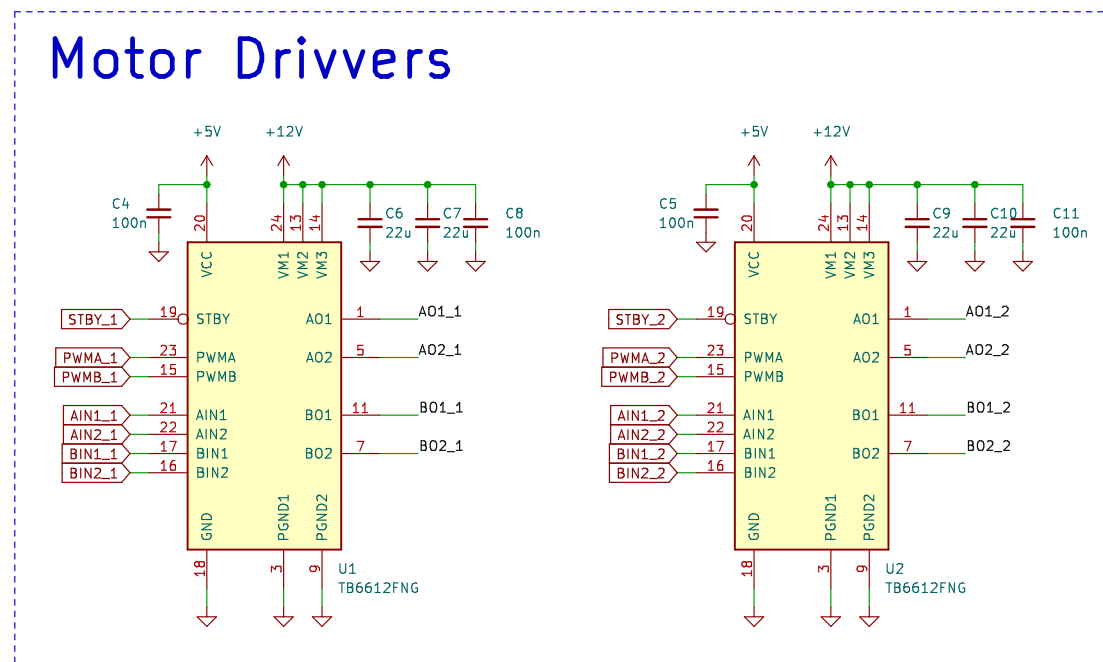 Motor Drivvers
+5V +12V
C4
100n
20
24
13
14
C6
22u
C7
22u
C8
100n
VCC
VM1
VM2
VM3
STBY_1 19 STBY AO1 1 AO1_1
PWMA_1 23 PWMA AO2 5 AO2_1
PWMB_1 15 PWMB
AIN1_1 21 AIN1 BO1 11 BO1_1
AIN2_1 22 AIN2
BIN1_1 17 BIN1 BO2 7 BO2_1
BIN2_1 16 BIN2
GND
PGND1
PGND2
18
3
9
U1
TB6612FNG
+5V +12V
C5
100n
20
24
13
14
C9
22u
C10
22u
C11
100n
VCC
VM1
VM2
VM3
STBY_2 19 STBY AO1 1 AO1_2
PWMA_2 23 PWMA AO2 5 AO2_2
PWMB_2 15 PWMB
AIN1_2 21 AIN1 BO1 11 BO1_2
AIN2_2 22 AIN2
BIN1_2 17 BIN1 BO2 7 BO2_2
BIN2_2 16 BIN2
GND
PGND1
PGND2
18
3
9
U2
TB6612FNG